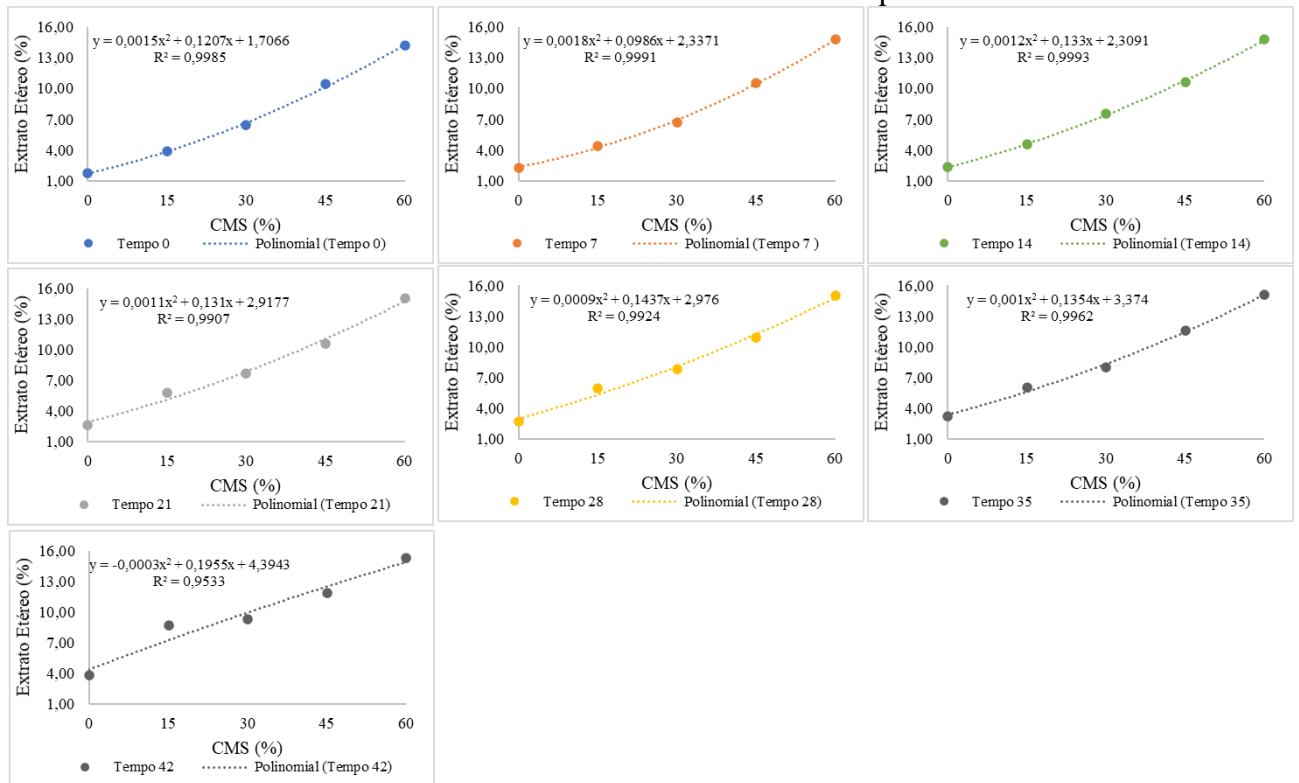 y = 0,0015x² + 0,1207x + 1,7066
R² = 0,9985
Extrato Etéreo (%)
16,00
13,00
10,00
7,00
4,00
1,00
0 15 30 45 60
CMS (%)
Tempo 0 Polinomial (Tempo 0)
y = 0,0018x² + 0,0986x + 2,3371
R² = 0,9991
Extrato Etéreo (%)
16,00
13,00
10,00
7,00
4,00
1,00
0 15 30 45 60
CMS (%)
Tempo 7 Polinomial (Tempo 7 )
y = 0,0012x² + 0,133x + 2,3091
R² = 0,9993
Extrato Etéreo (%)
16,00
13,00
10,00
7,00
4,00
1,00
0 15 30 45 60
CMS (%)
Tempo 14 Polinomial (Tempo 14)
y = 0,0011x² + 0,131x + 2,9177
R² = 0,9907
Extrato Etéreo (%)
16,00
13,00
10,00
7,00
4,00
1,00
0 15 30 45 60
CMS (%)
Tempo 21 Polinomial (Tempo 21)
y = 0,0009x² + 0,1437x + 2,976
R² = 0,9924
Extrato Etéreo (%)
16,00
13,00
10,00
7,00
4,00
1,00
0 15 30 45 60
CMS (%)
Tempo 28 Polinomial (Tempo 28)
y = 0,001x² + 0,1354x + 3,374
R² = 0,9962
Extrato Etéreo (%)
16,00
13,00
10,00
7,00
4,00
1,00
0 15 30 45 60
CMS (%)
Tempo 35 Polinomial (Tempo 35)
y = -0,0003x² + 0,1955x + 4,3943
R² = 0,9533
Extrato Etéreo (%)
16,00
13,00
10,00
7,00
4,00
1,00
0 15 30 45 60
CMS (%)
Tempo 42 Polinomial (Tempo 42)